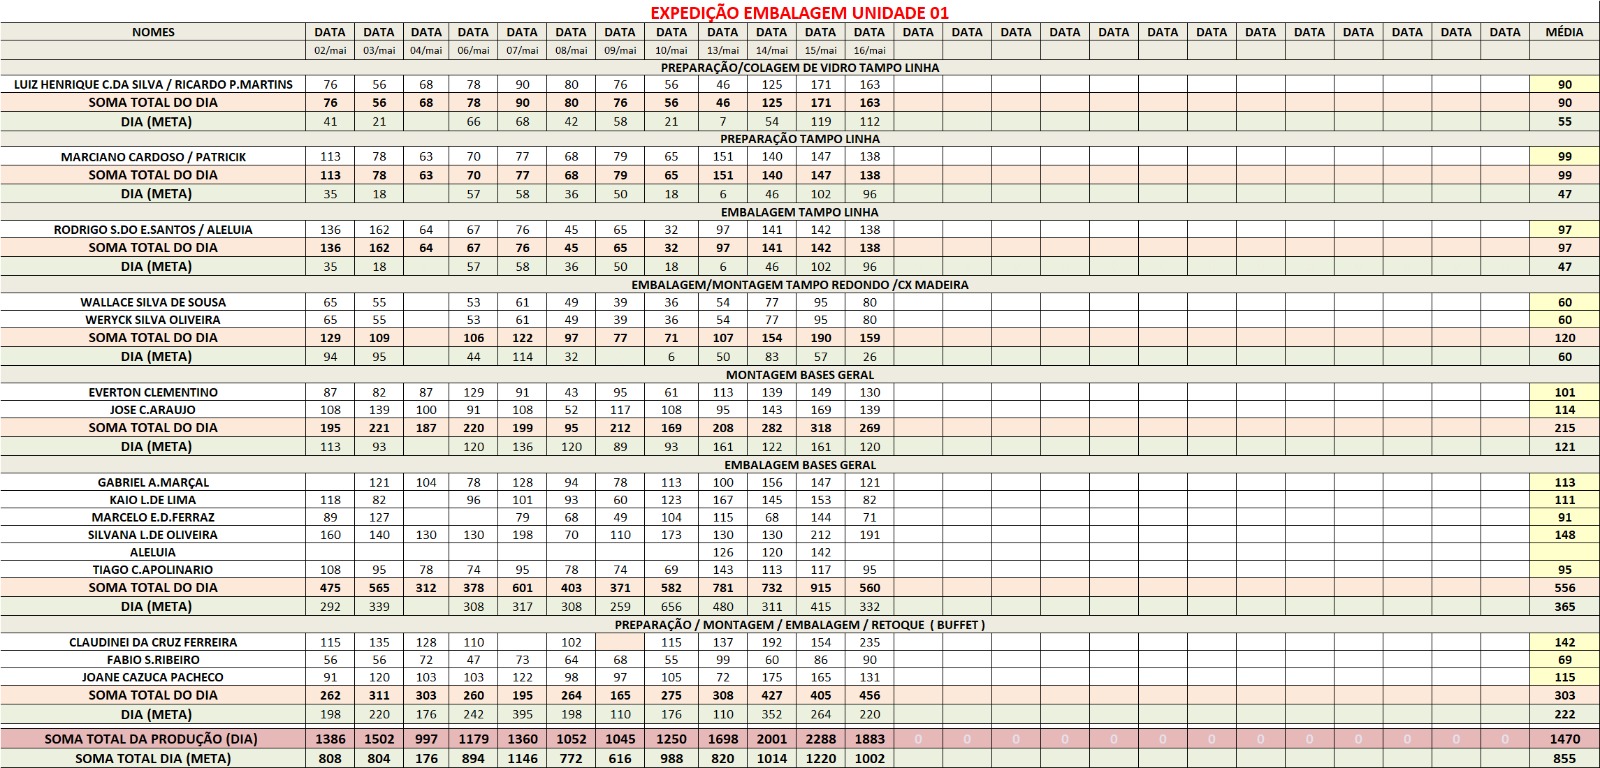 EXPEDIÇÃO EMBALAGEM UNIDADE 01
NOMES DATA DATA DATA DATA DATA DATA DATA DATA DATA DATA DATA DATA DATA DATA DATA DATA DATA DATA DATA DATA DATA DATA DATA DATA DATA MÉDIA
02/mai 03/mai 04/mai 06/mai 07/mai 08/mai 09/mai 10/mai 13/mai 14/mai 15/mai 16/mai
PREPARAÇÃO/COLAGEM DE VIDRO TAMPO LINHA
LUIZ HENRIQUE C.DA SILVA / RICARDO P.MARTINS 76 56 68 78 90 80 76 56 46 125 171 163 90
SOMA TOTAL DO DIA 76 56 68 78 90 80 76 56 46 125 171 163 90
DIA (META) 41 21 66 68 42 58 21 7 54 119 112 55
PREPARAÇÃO TAMPO LINHA
MARCIANO CARDOSO / PATRICIK 113 78 63 70 77 68 79 65 151 140 147 138 99
SOMA TOTAL DO DIA 113 78 63 70 77 68 79 65 151 140 147 138 99
DIA (META) 35 18 57 58 36 50 18 6 46 102 96 47
EMBALAGEM TAMPO LINHA
RODRIGO S.DO E.SANTOS / ALELUIA 136 162 64 67 76 45 65 32 97 141 142 138 97
SOMA TOTAL DO DIA 136 162 64 67 76 45 65 32 97 141 142 138 97
DIA (META) 35 18 57 58 36 50 18 6 46 102 96 47
EMBALAGEM/MONTAGEM TAMPO REDONDO /CX MADEIRA
WALLACE SILVA DE SOUSA 65 55 53 61 49 39 36 54 77 95 80 60
WERYCK SILVA OLIVEIRA 65 55 53 61 49 39 36 54 77 95 80 60
SOMA TOTAL DO DIA 129 109 106 122 97 77 71 107 154 190 159 120
DIA (META) 94 95 44 114 32 6 50 83 57 26 60
MONTAGEM BASES GERAL
EVERTON CLEMENTINO 87 82 87 129 91 43 95 61 113 139 149 130 101
JOSE C.ARAUJO 108 139 100 91 108 52 117 108 95 143 169 139 114
SOMA TOTAL DO DIA 195 221 187 220 199 95 212 169 208 282 318 269 215
DIA (META) 113 93 120 136 120 89 93 161 122 161 120 121
EMBALAGEM BASES GERAL
GABRIEL A.MARÇAL 121 104 78 128 94 78 113 100 156 147 121 113
KAIO L.DE LIMA 118 82 96 101 93 60 123 167 145 153 82 111
MARCELO E.D.FERRAZ 89 127 79 68 49 104 115 68 144 71 91
SILVANA L.DE OLIVEIRA 160 140 130 130 198 70 110 173 130 130 212 191 148
ALELUIA 126 120 142
TIAGO C.APOLINARIO 108 95 78 74 95 78 74 69 143 113 117 95 95
SOMA TOTAL DO DIA 475 565 312 378 601 403 371 582 781 732 915 560 556
DIA (META) 292 339 308 317 308 259 656 480 311 415 332 365
PREPARAÇÃO / MONTAGEM / EMBALAGEM / RETOQUE ( BUFFET )
CLAUDINEI DA CRUZ FERREIRA 115 135 128 110 102 115 137 192 154 235 142
FABIO S.RIBEIRO 56 56 72 47 73 64 68 55 99 60 86 90 69
JOANE CAZUCA PACHECO 91 120 103 103 122 98 97 105 72 175 165 131 115
SOMA TOTAL DO DIA 262 311 303 260 195 264 165 275 308 427 405 456 303
DIA (META) 198 220 176 242 395 198 110 176 110 352 264 220 222
SOMA TOTAL DA PRODUÇÃO (DIA) 1386 1502 997 1179 1360 1052 1045 1250 1698 2001 2288 1883 0 0 0 0 0 0 0 0 0 0 0 0 0 1470
SOMA TOTAL DIA (META) 808 804 176 894 1146 772 616 988 820 1014 1220 1002 855